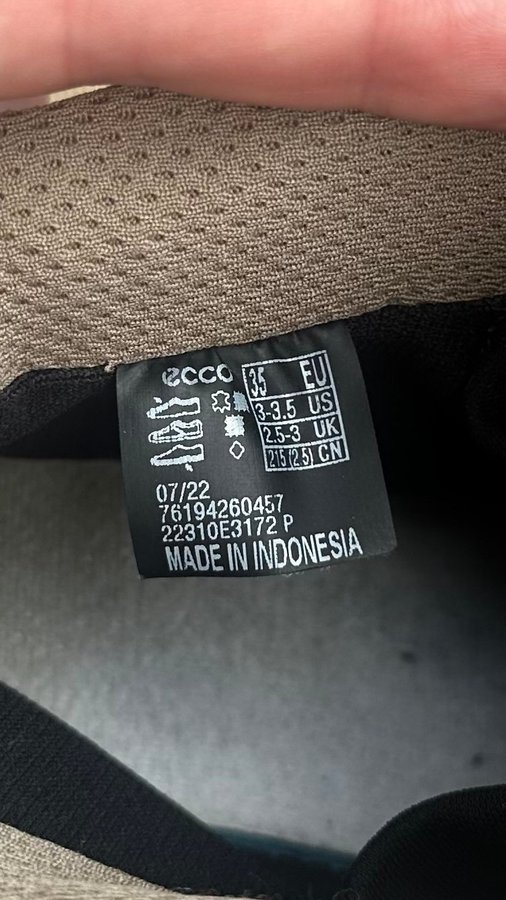 ecco
35 EU
3-3.5 US
2.5-3 UK
215 (2.5) CN
07/22
76194260457
22310E3172 P
MADE IN INDONESIA